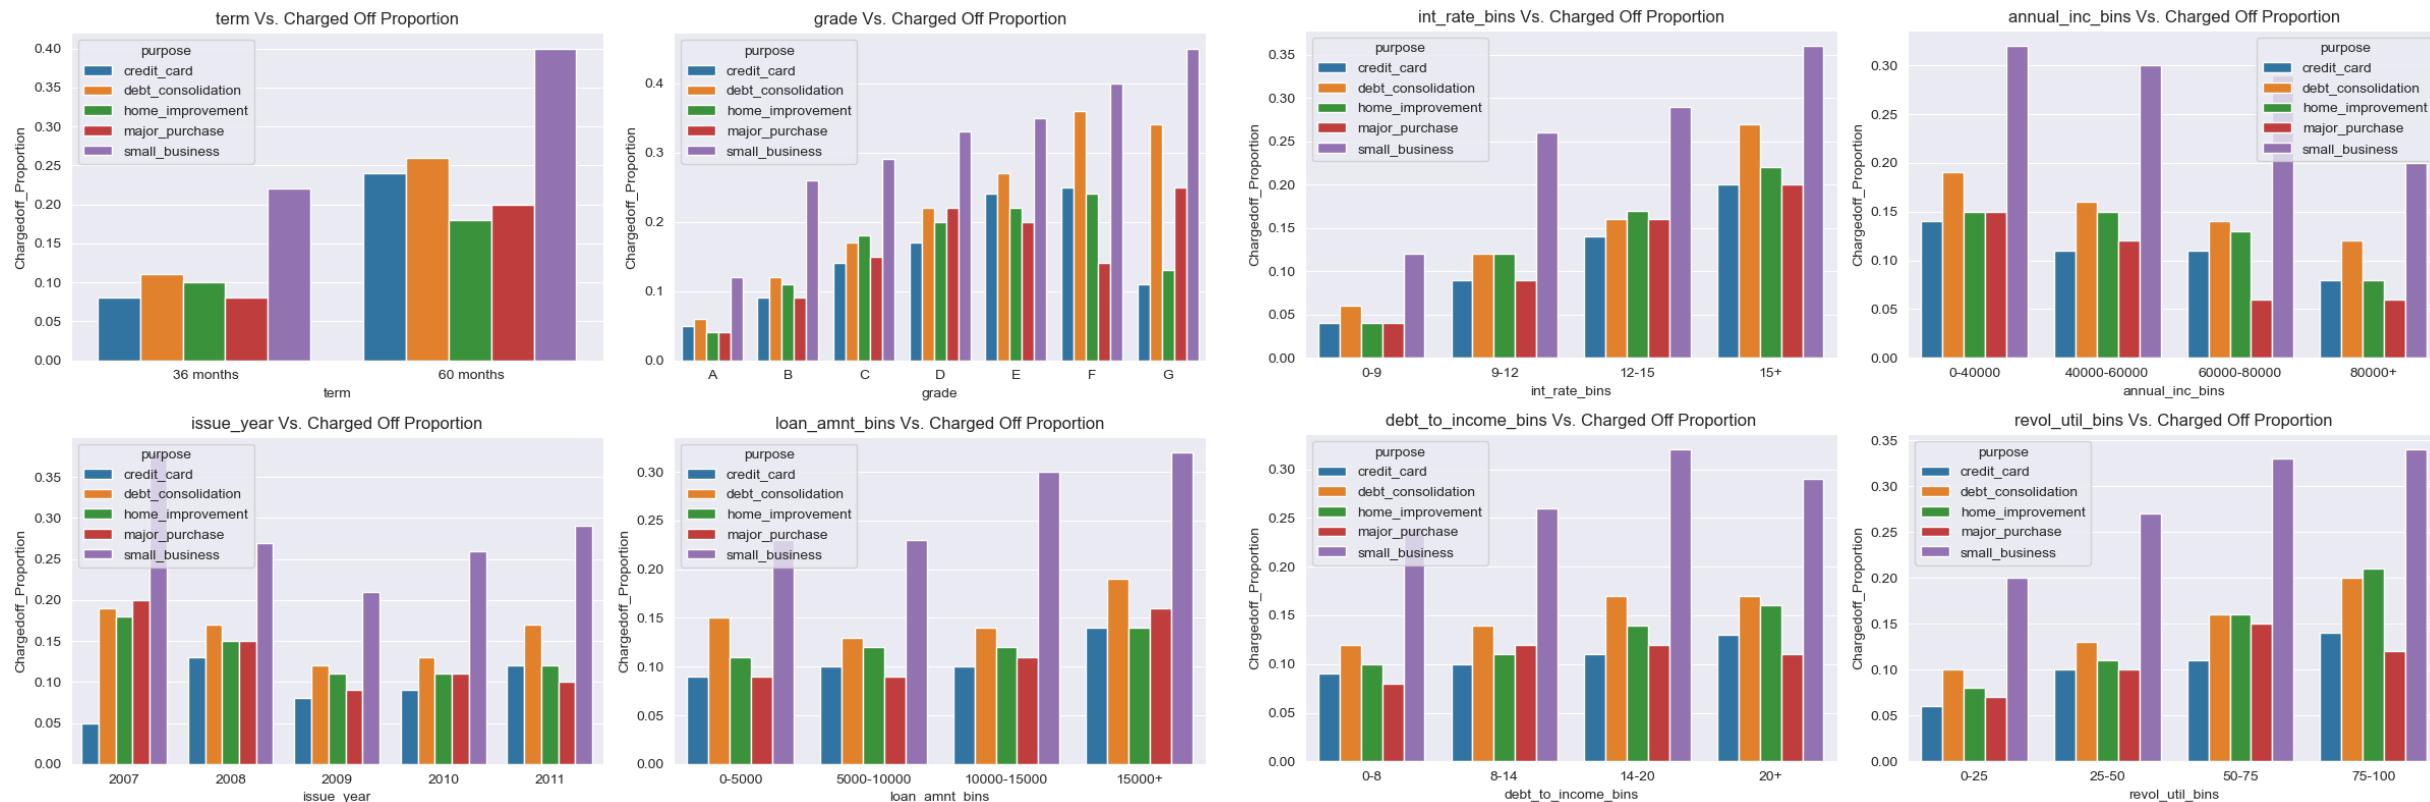 term Vs. Charged Off Proportion
Chargedoff_Proportion
0.40
0.35
0.30
0.25
0.20
0.15
0.10
0.05
0.00
purpose
credit_card
debt_consolidation
home_improvement
major_purchase
small_business
36 months 60 months
term
grade Vs. Charged Off Proportion
Chargedoff_Proportion
0.4
0.3
0.2
0.1
0.0
purpose
credit_card
debt_consolidation
home_improvement
major_purchase
small_business
A B C D E F G
grade
int_rate_bins Vs. Charged Off Proportion
Chargedoff_Proportion
0.35
0.30
0.25
0.20
0.15
0.10
0.05
0.00
purpose
credit_card
debt_consolidation
home_improvement
major_purchase
small_business
0-9 9-12 12-15 15+
int_rate_bins
annual_inc_bins Vs. Charged Off Proportion
Chargedoff_Proportion
0.30
0.25
0.20
0.15
0.10
0.05
0.00
purpose
credit_card
debt_consolidation
home_improvement
major_purchase
small_business
0-40000 40000-60000 60000-80000 80000+
annual_inc_bins
issue_year Vs. Charged Off Proportion
Chargedoff_Proportion
0.35
0.30
0.25
0.20
0.15
0.10
0.05
0.00
purpose
credit_card
debt_consolidation
home_improvement
major_purchase
small_business
2007 2008 2009 2010 2011
issue_year
loan_amnt_bins Vs. Charged Off Proportion
Chargedoff_Proportion
0.30
0.25
0.20
0.15
0.10
0.05
0.00
purpose
credit_card
debt_consolidation
home_improvement
major_purchase
small_business
0-5000 5000-10000 10000-15000 15000+
loan_amnt_bins
debt_to_income_bins Vs. Charged Off Proportion
Chargedoff_Proportion
0.30
0.25
0.20
0.15
0.10
0.05
0.00
purpose
credit_card
debt_consolidation
home_improvement
major_purchase
small_business
0-8 8-14 14-20 20+
debt_to_income_bins
revol_util_bins Vs. Charged Off Proportion
Chargedoff_Proportion
0.35
0.30
0.25
0.20
0.15
0.10
0.05
0.00
purpose
credit_card
debt_consolidation
home_improvement
major_purchase
small_business
0-25 25-50 50-75 75-100
revol_util_bins